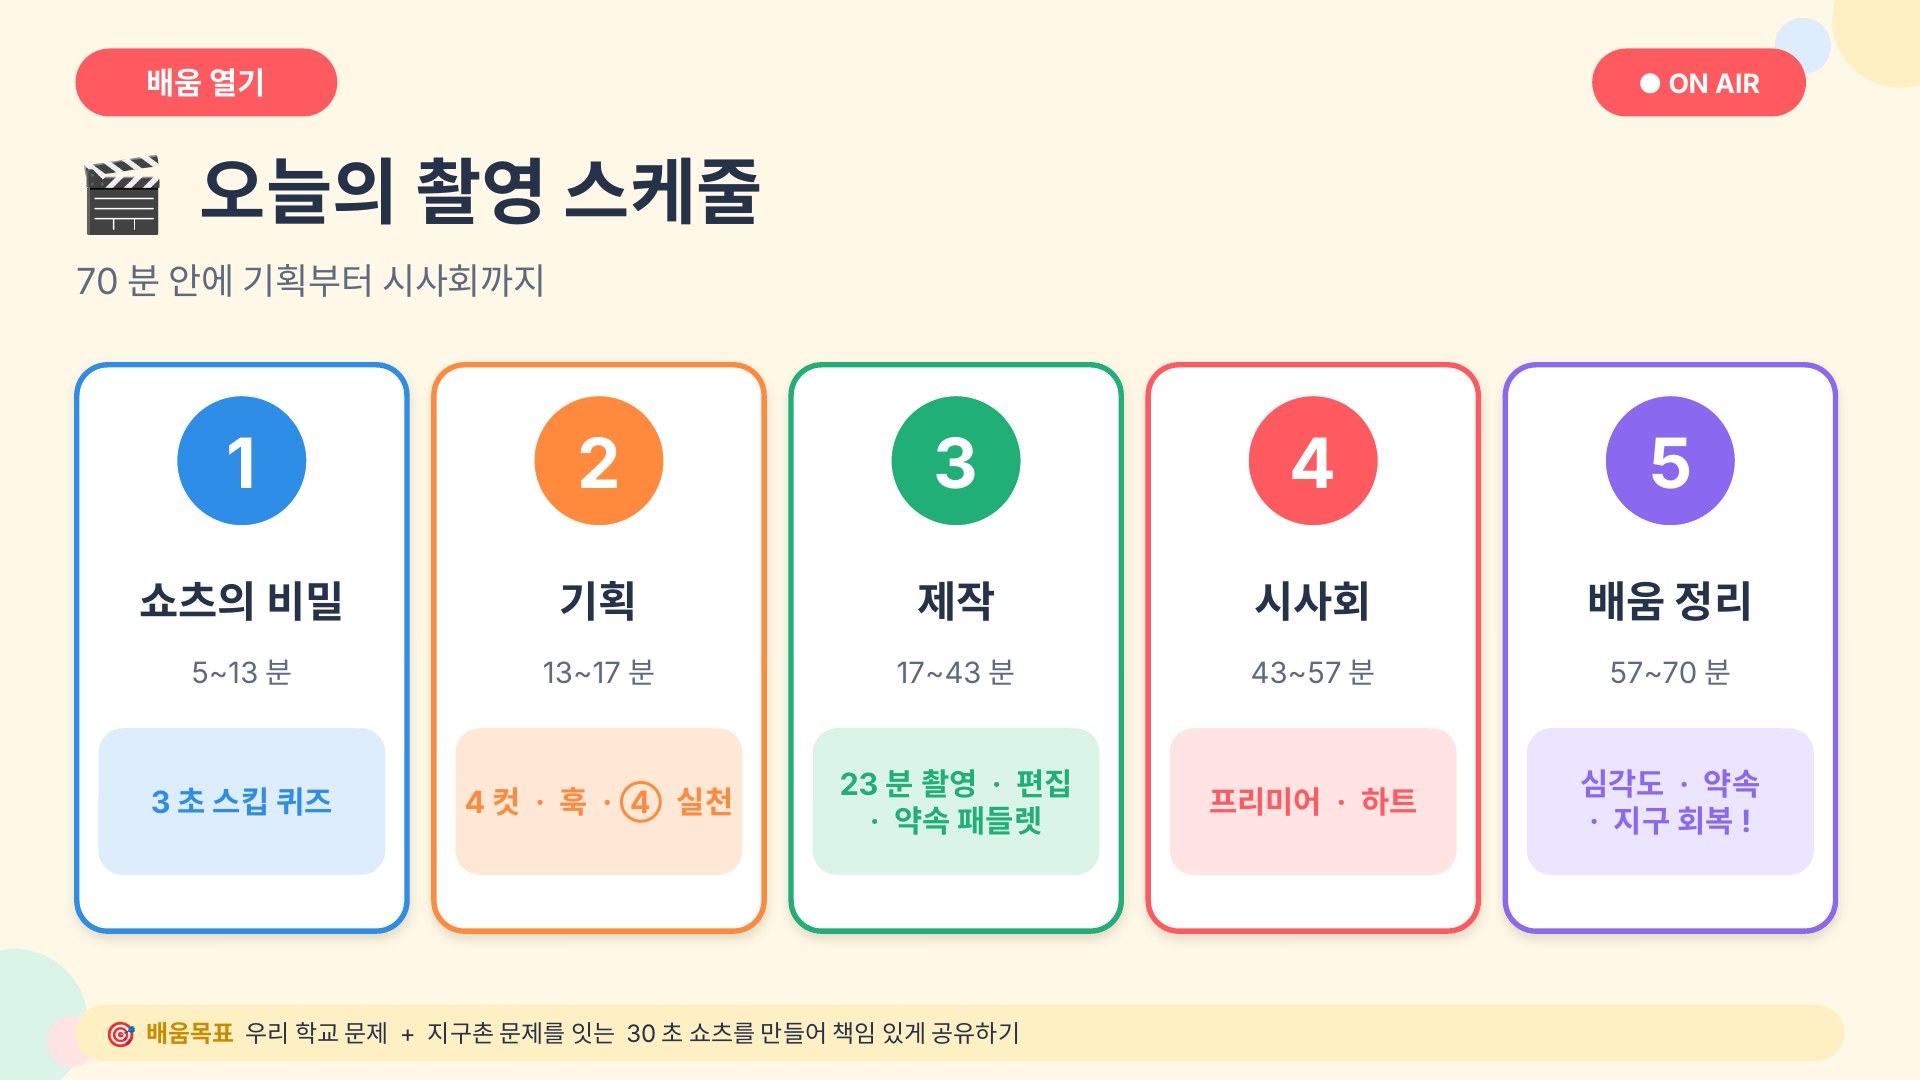 배움 열기
● ON AIR
🎬 오늘의 촬영 스케줄
70 분 안에 기획부터 시사회까지
1
쇼츠의 비밀
5~13 분
3 초 스킵 퀴즈
2
기획
13~17 분
4 컷 · 훅 · ④ 실천
3
제작
17~43 분
23 분 촬영 · 편집
· 약속 패들렛
4
시사회
43~57 분
프리미어 · 하트
5
배움 정리
57~70 분
심각도 · 약속
· 지구 회복 !
🎯 배움목표 우리 학교 문제 + 지구촌 문제를 잇는 30 초 쇼츠를 만들어 책임 있게 공유하기